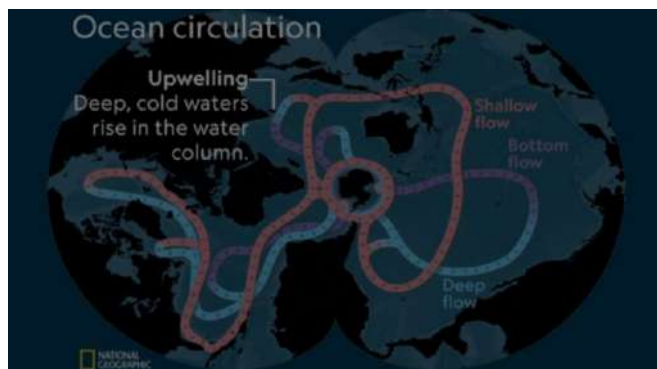 Ocean circulation
Upwelling
Deep, cold waters
rise in the water
column.
Shallow
flow
Bottom
flow
Deep
flow
NATIONAL
GEOGRAPHIC